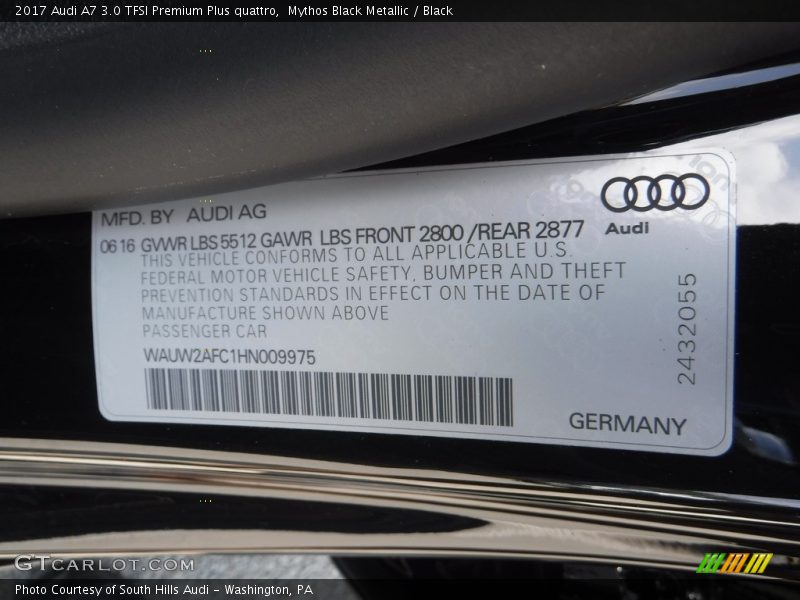 2017 Audi A7 3.0 TFSI Premium Plus quattro,  Mythos Black Metallic / Black
MFD. BY  AUDI AG
Audi
06 16 GVWR LBS 5512 GAWR LBS FRONT 2800 /REAR 2877
THIS VEHICLE CONFORMS TO ALL APPLICABLE U.S.
FEDERAL MOTOR VEHICLE SAFETY, BUMPER AND THEFT
PREVENTION STANDARDS IN EFFECT ON THE DATE OF
MANUFACTURE SHOWN ABOVE
PASSENGER CAR
WAUW2AFC1HN009975
2432055
GERMANY
GTcarlot.com
Photo Courtesy of South Hills Audi - Washington, PA